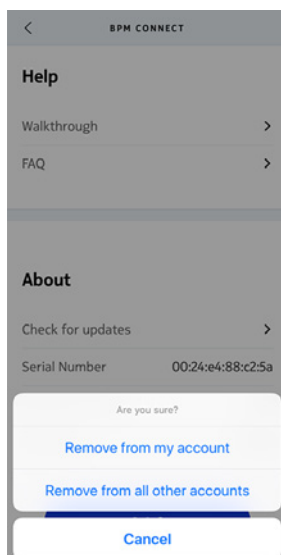 BPM CONNECT
Help
Walkthrough
FAQ
About
Check for updates
Serial Number 00:24:e4:88:c2:5a
Are you sure?
Remove from my account
Remove from all other accounts
Cancel